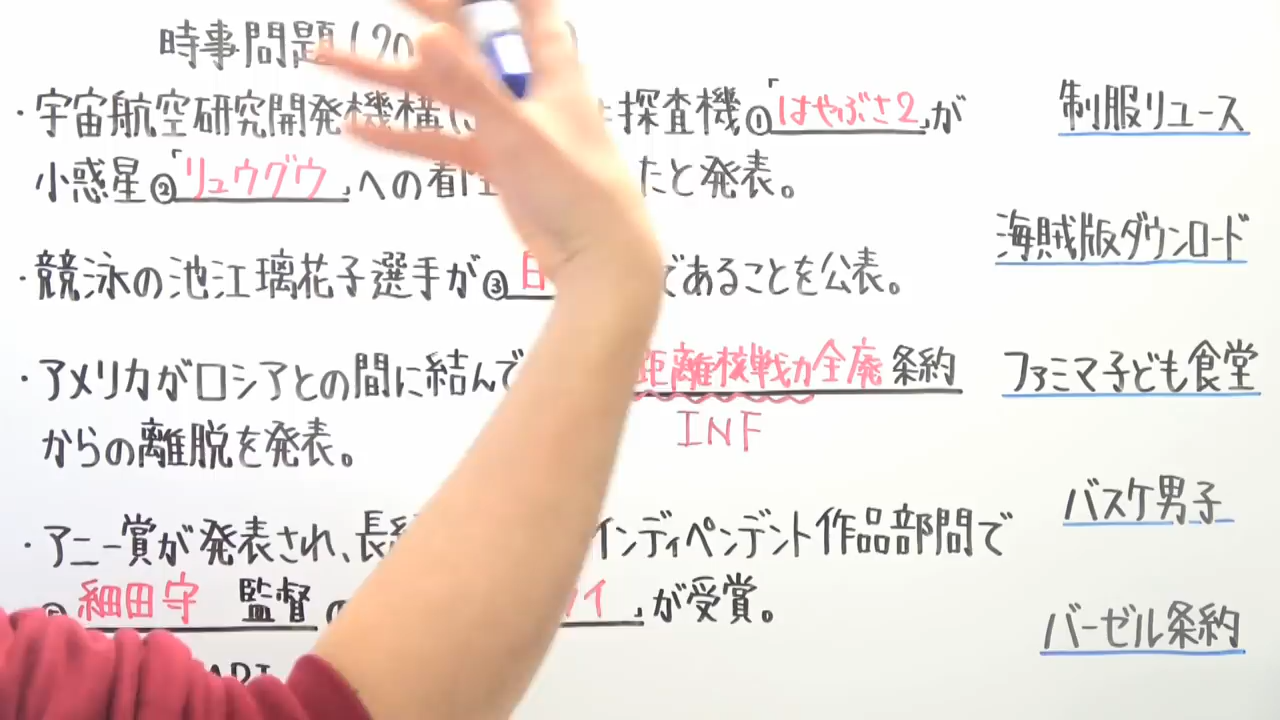 時事問題(20
・宇宙航空研究開発機構は 探査機①「はやぶさ2」が
小惑星②「リュウグウ」への着 たと発表。
・競泳の池江璃花子選手が③ であることを公表。
・アメリカがロシアとの間に結んで 距離核戦力全廃条約
INF
からの離脱を発表。
・アニー賞が発表され、長 インディペンデント作品部門で
細田守 監督の イ」が受賞。
制服リユース
海賊版ダウンロード
ファミマ子ども食堂
バスケ男子
バーゼル条約